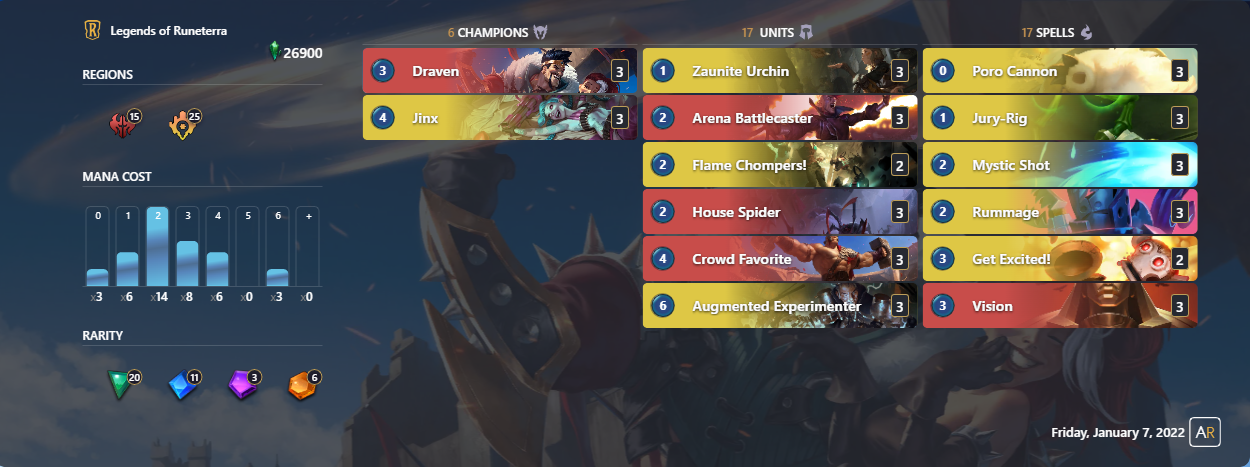 Legends of Runeterra
26900
REGIONS
15 25
MANA COST
0 1 2 3 4 5 6 +
x3 x6 x14 x8 x6 x0 x3 x0
RARITY
20 11 3 6
6 CHAMPIONS
3 Draven 3
4 Jinx 3
17 UNITS
1 Zaunite Urchin 3
2 Arena Battlecaster 3
2 Flame Chompers! 2
2 House Spider 3
4 Crowd Favorite 3
6 Augmented Experimenter 3
17 SPELLS
0 Poro Cannon 3
1 Jury-Rig 3
2 Mystic Shot 3
2 Rummage 3
3 Get Excited! 2
3 Vision 3
Friday, January 7, 2022 AR